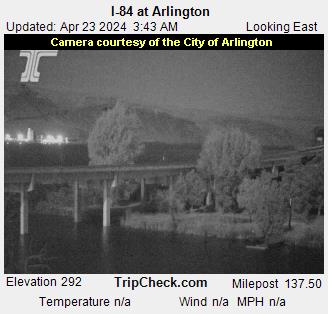 I-84 at Arlington
Updated: Apr 23 2024 3:43 AM Looking East
Camera courtesy of the City of Arlington
Elevation 292 TripCheck.com Milepost 137.50
Temperature n/a Wind n/a MPH n/a